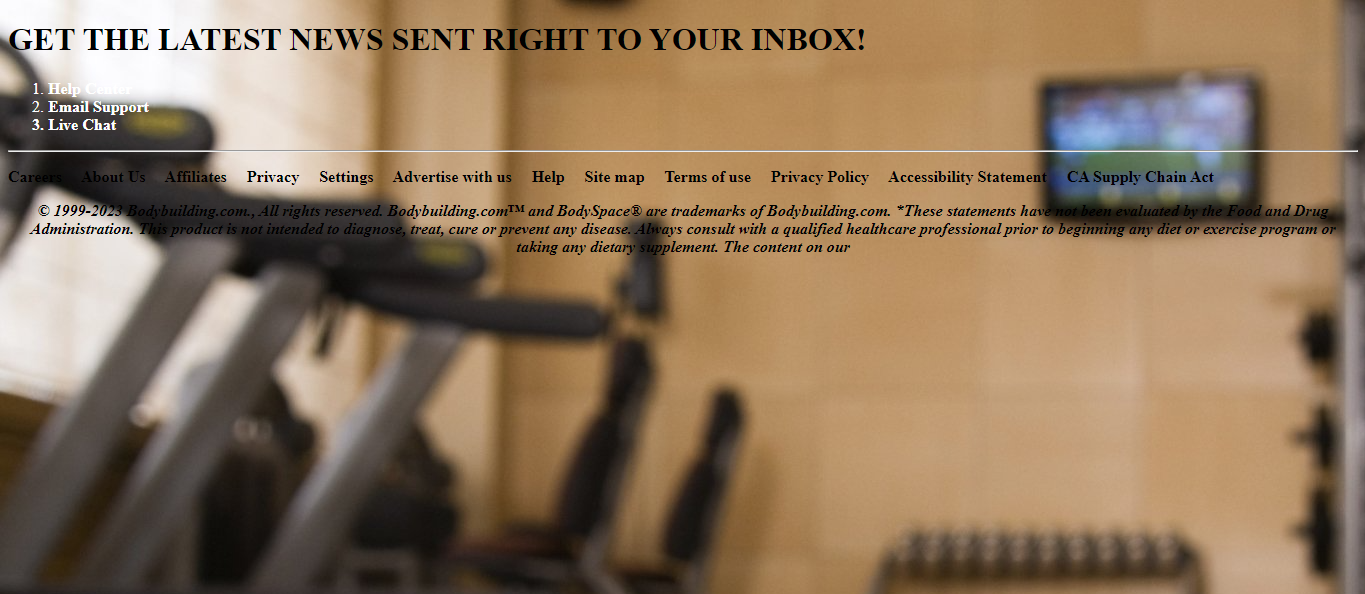 GET THE LATEST NEWS SENT RIGHT TO YOUR INBOX!
1. Help Center
2. Email Support
3. Live Chat
Careers About Us Affiliates Privacy Settings Advertise with us Help Site map Terms of use Privacy Policy Accessibility Statement CA Supply Chain Act
© 1999-2023 Bodybuilding.com., All rights reserved. Bodybuilding.com™ and BodySpace® are trademarks of Bodybuilding.com. *These statements have not been evaluated by the Food and Drug
Administration. This product is not intended to diagnose, treat, cure or prevent any disease. Always consult with a qualified healthcare professional prior to beginning any diet or exercise program or
taking any dietary supplement. The content on our